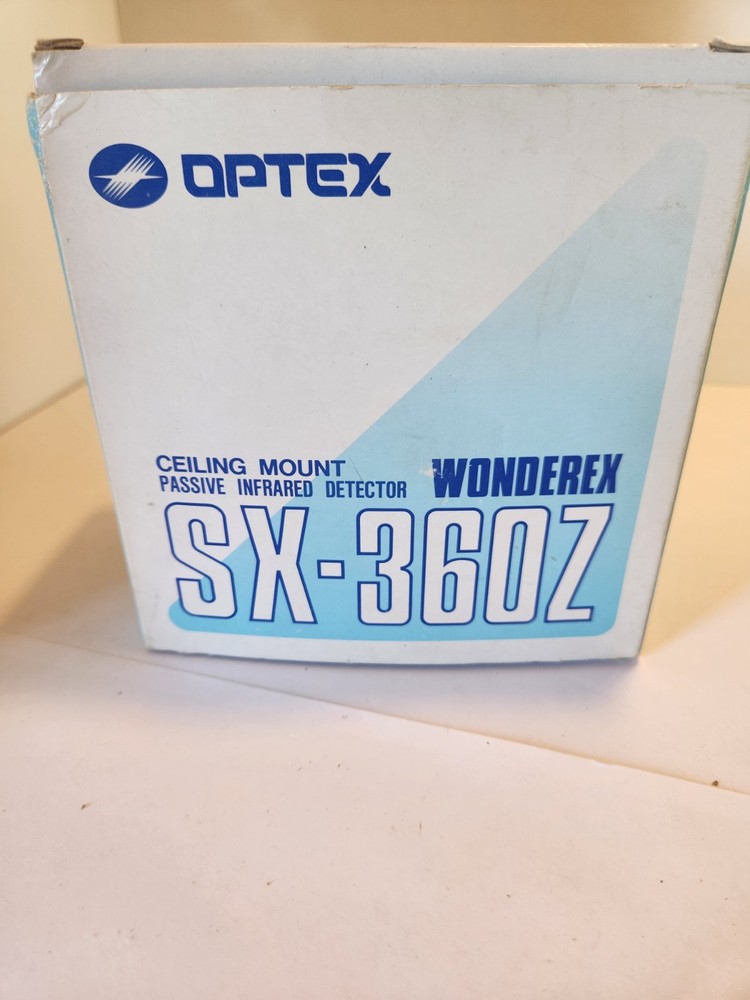 OPTEX
CEILING MOUNT
PASSIVE INFRARED DETECTOR WONDEREX
SX-360Z